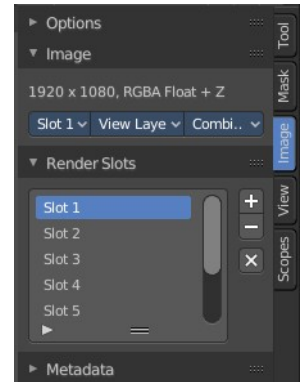 Options
Image
1920 x 1080, RGBA Float + Z
Slot 1 View Laye Combi..
Render Slots
Slot 1
Slot 2
Slot 3
Slot 4
Slot 5
Metadata
Tool
Mask
Image
View
Scopes